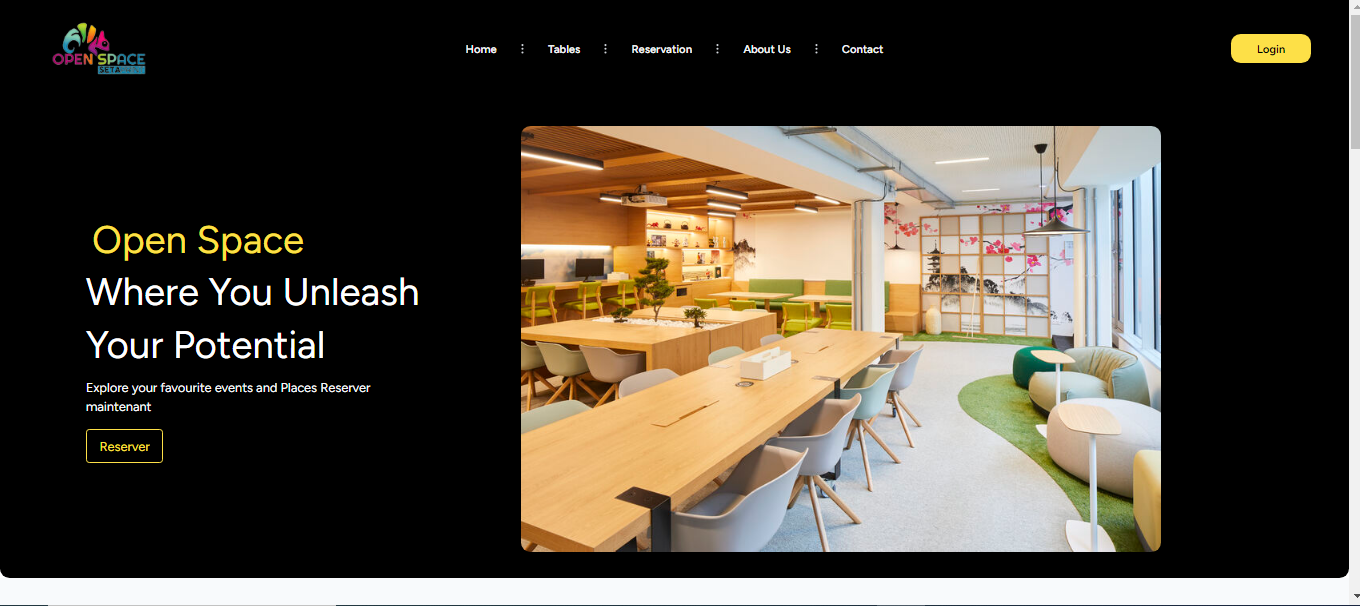 OPEN SPACE
Home
Tables
Reservation
About Us
Contact
Login
Open Space
Where You Unleash
Your Potential
Explore your favourite events and Places Reserver
maintenant
Reserver